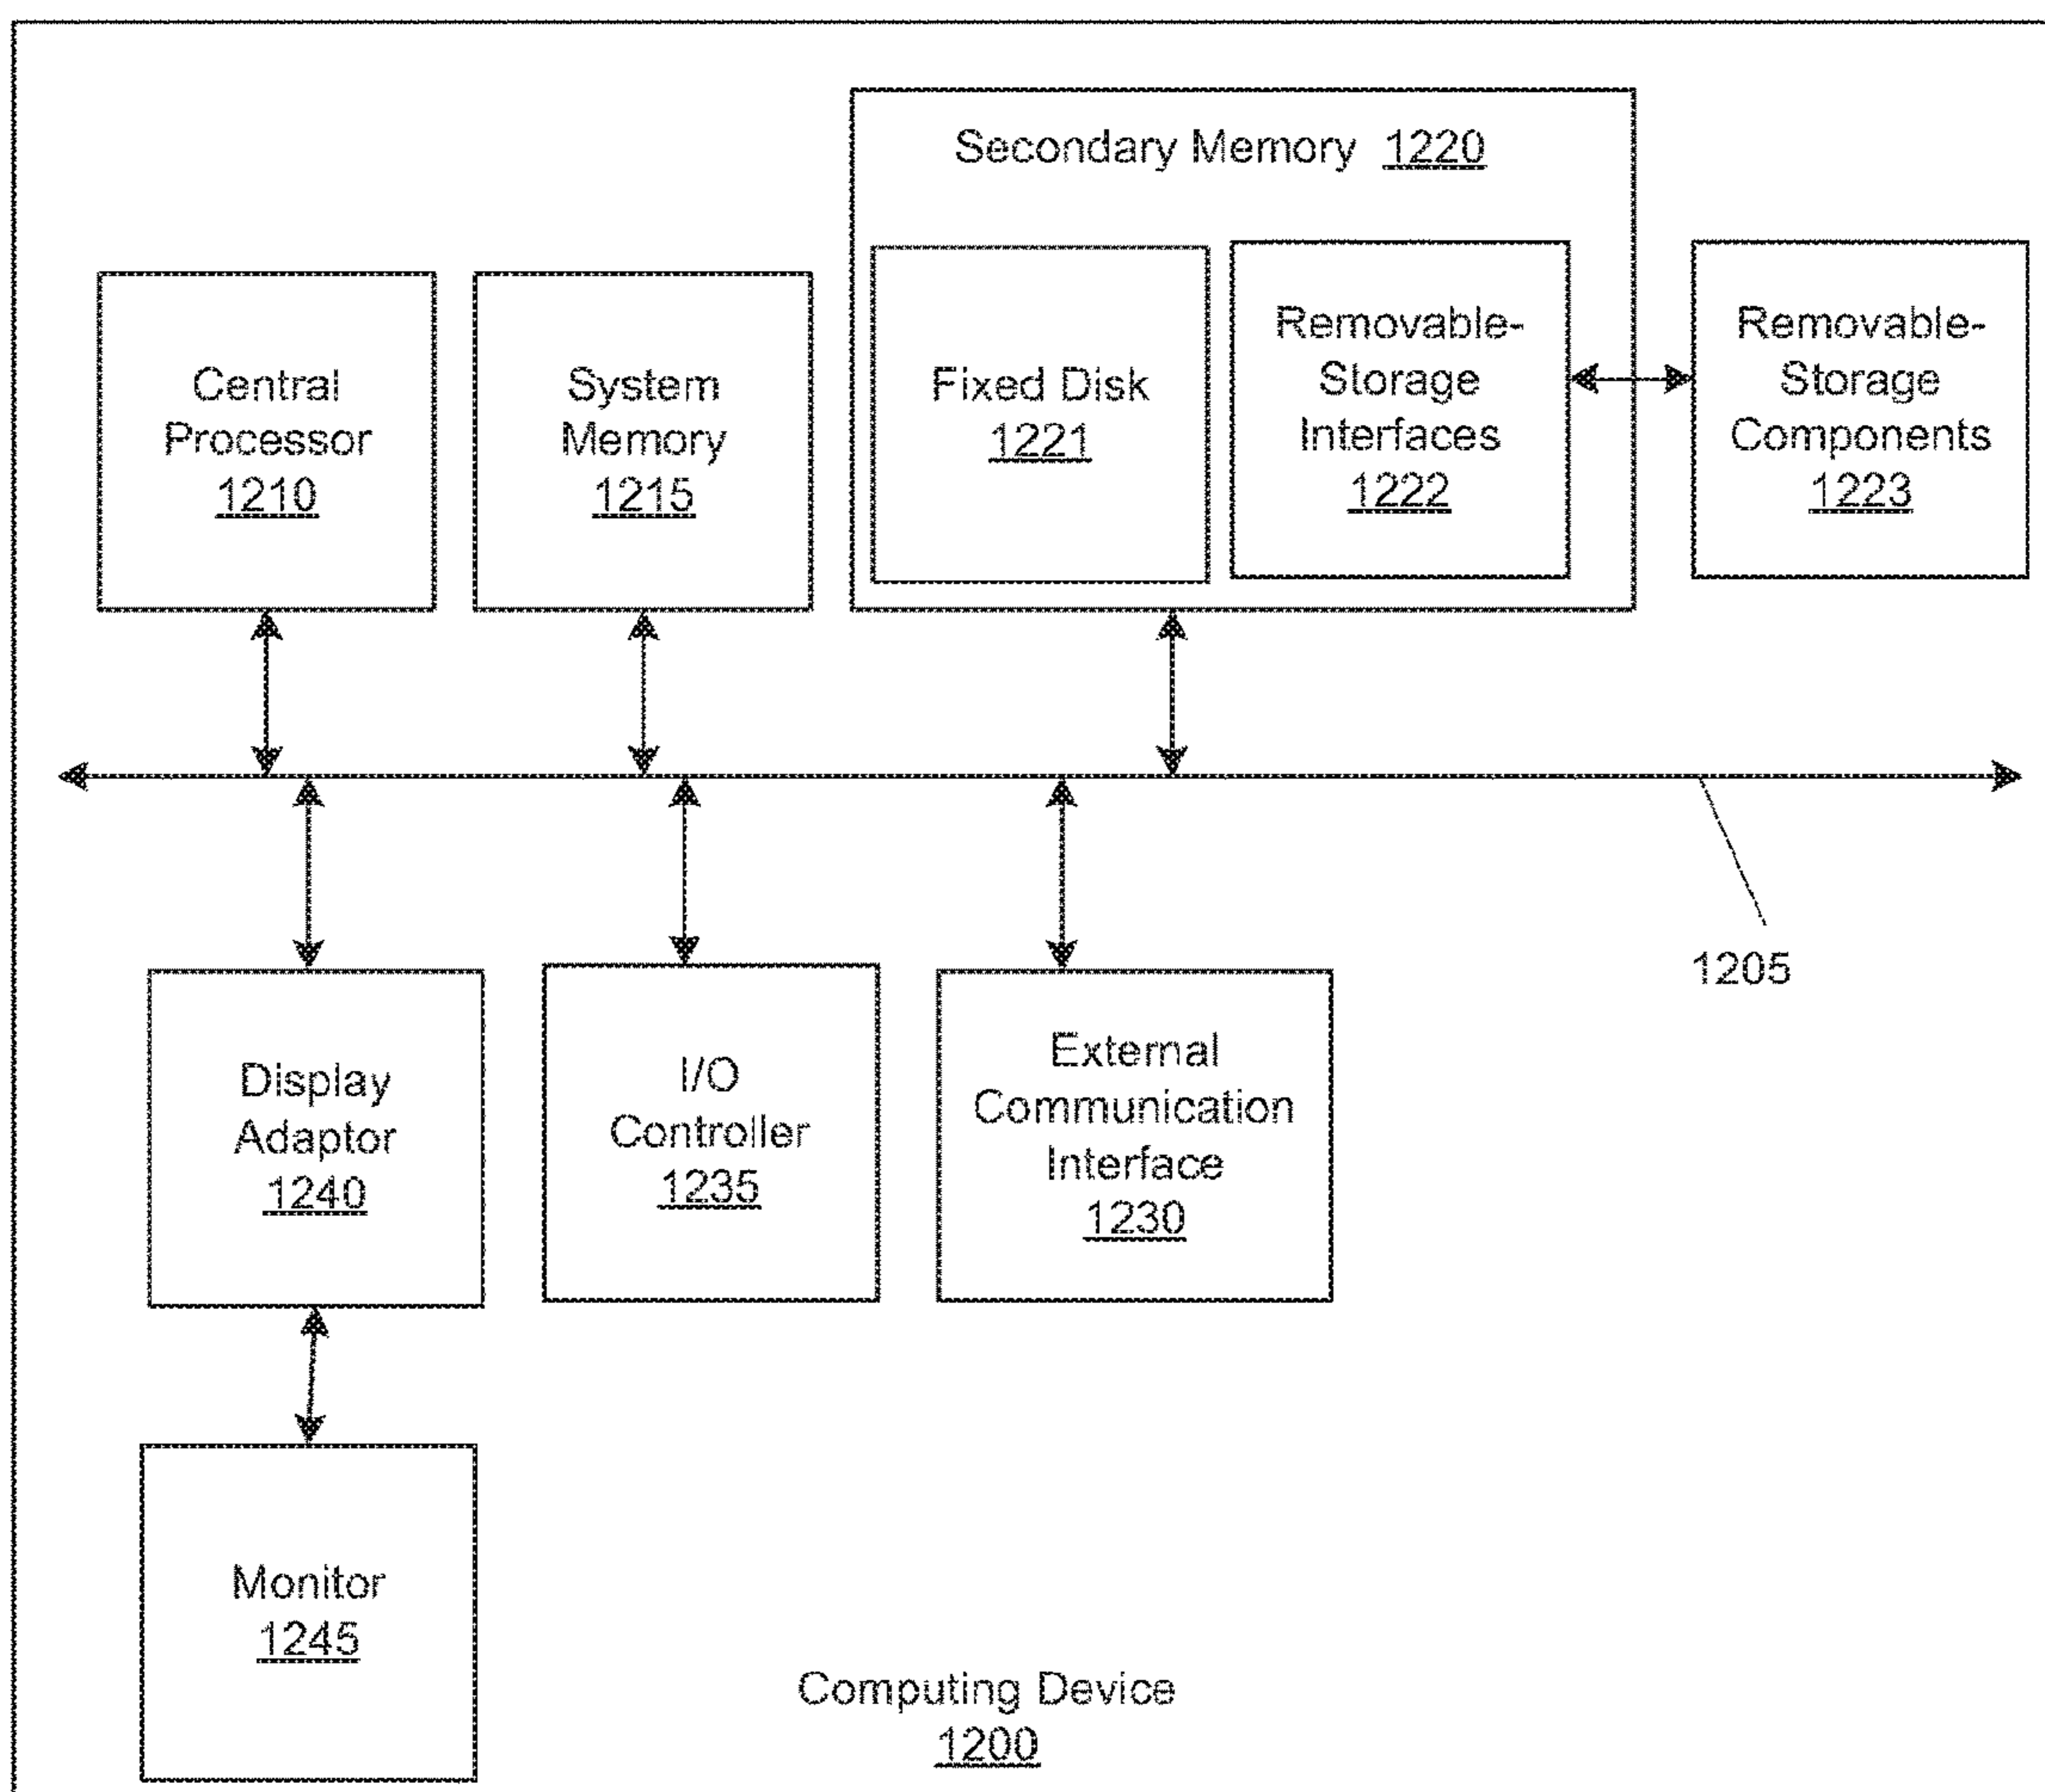 Secondary Memory 1220
Central
Processor
1210
System
Memory
1215
Fixed Disk
1221
Removable-
Storage
Interfaces
1222
Removable-
Storage
Components
1223
1205
Display
Adaptor
1240
I/O
Controller
1235
External
Communication
Interface
1230
Monitor
1245
Computing Device
1200